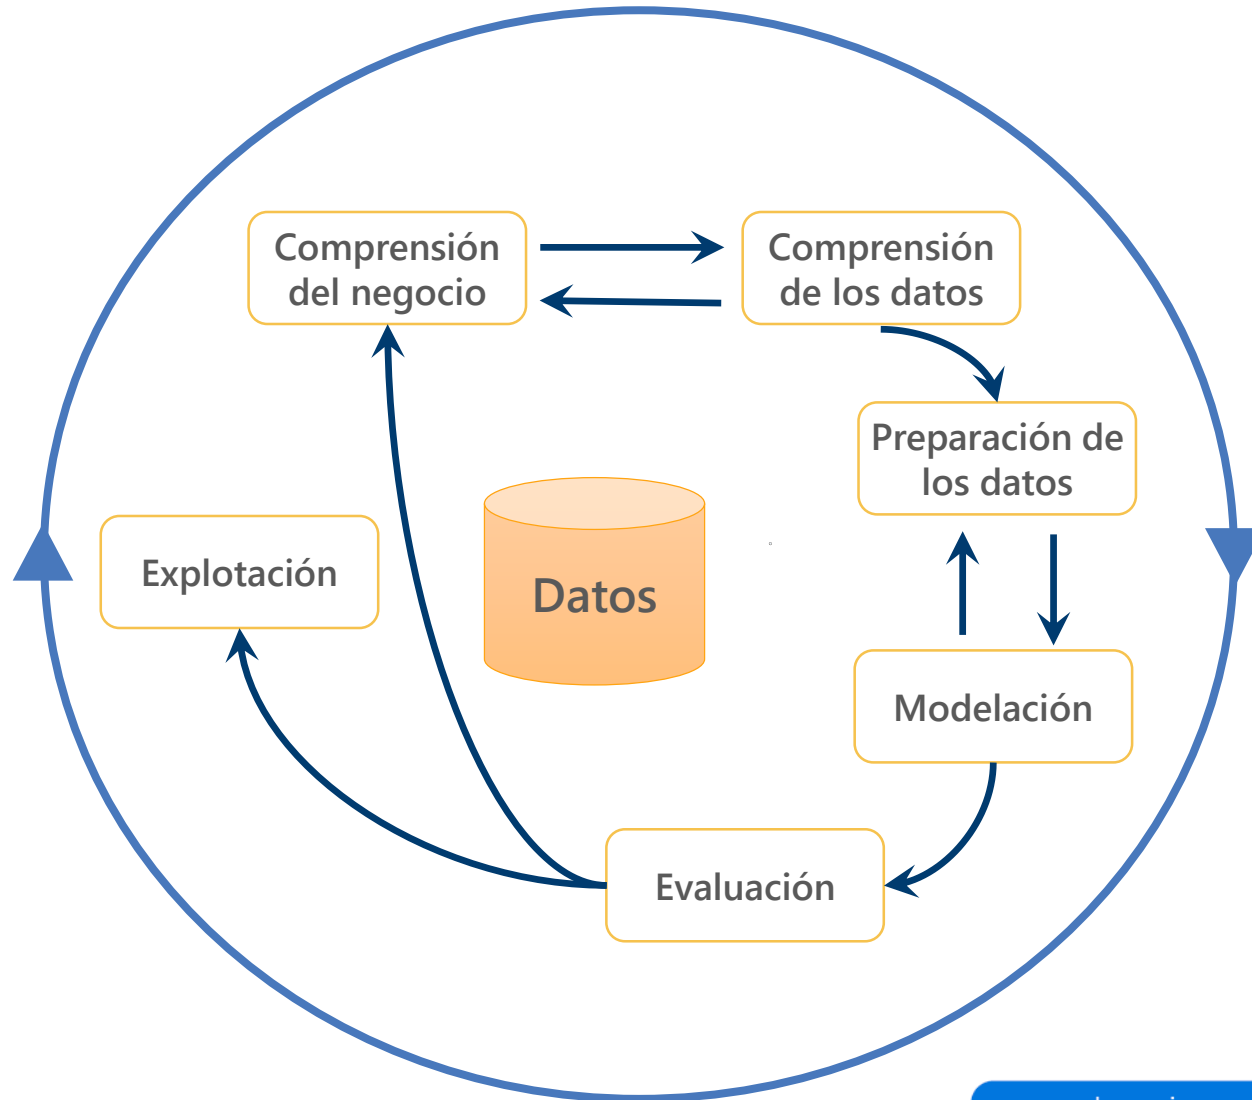 Comprensión
del negocio
Comprensión
de los datos
Preparación de
los datos
Explotación
Datos
Modelación
Evaluación